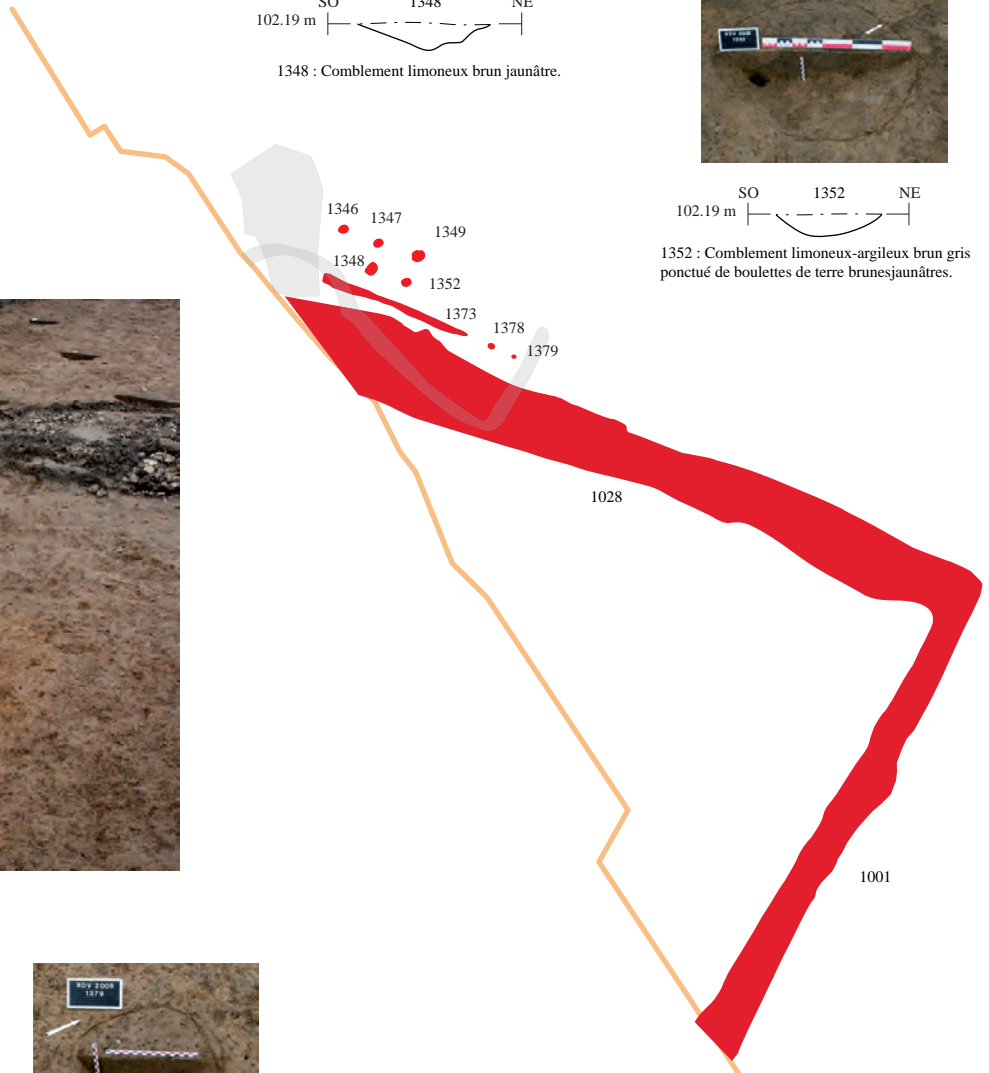 SO 1348 NE
102.19 m
1348 : Comblement limoneux brun jaunâtre.
SO 1352 NE
102.19 m
1352 : Comblement limoneux-argileux brun gris
ponctué de boulettes de terre brunesjaunâtres.
1346
1347
1349
1348
1352
1373
1378
1379
1028
1001
RDV 2008
1379